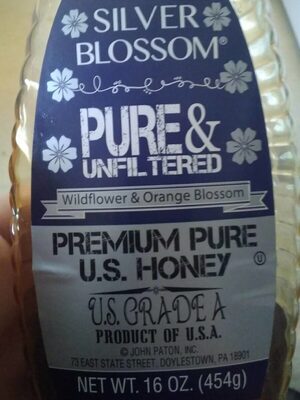 SILVER
BLOSSOM®
PURE &
UNFILTERED
Wildflower & Orange Blossom
PREMIUM PURE
U.S. HONEY
U
U.S. GRADE A
PRODUCT OF U.S.A.
© JOHN PATON, INC.
73 EAST STATE STREET, DOYLESTOWN, PA 18901
NET WT. 16 OZ. (454g)